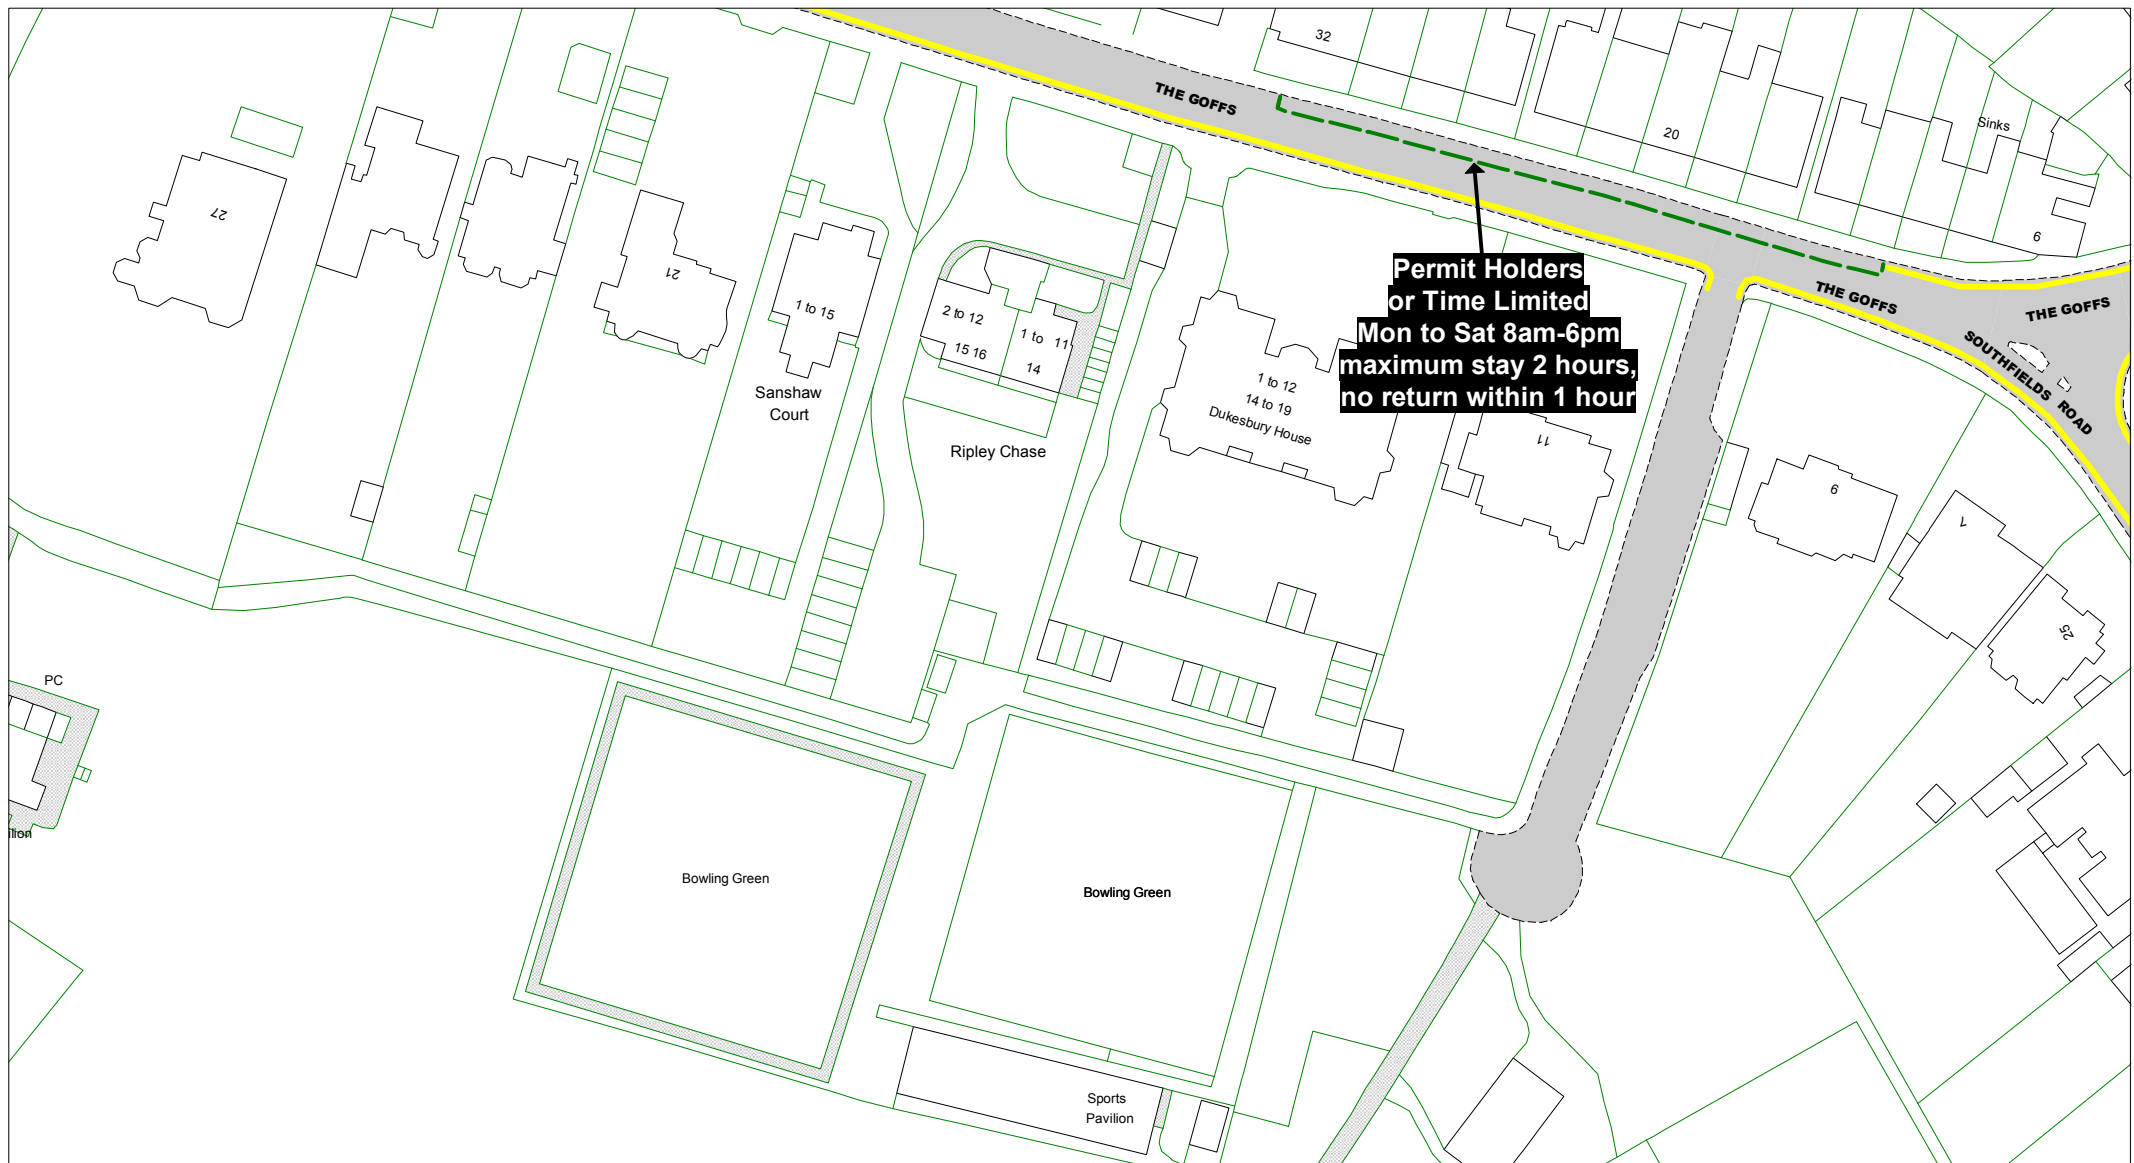 32
THE GOFFS
20
Sinks
6
27
21
1 to 15
2 to 12
15 16
1 to 11
14
Sanshaw
Court
Ripley Chase
1 to 12
14 to 19
Dukesbury House
Permit Holders
or Time Limited
Mon to Sat 8am-6pm
maximum stay 2 hours,
no return within 1 hour
THE GOFFS
THE GOFFS
SOUTHFIELDS ROAD
11
9
1
25
PC
Bowling Green
Bowling Green
Sports
Pavilion